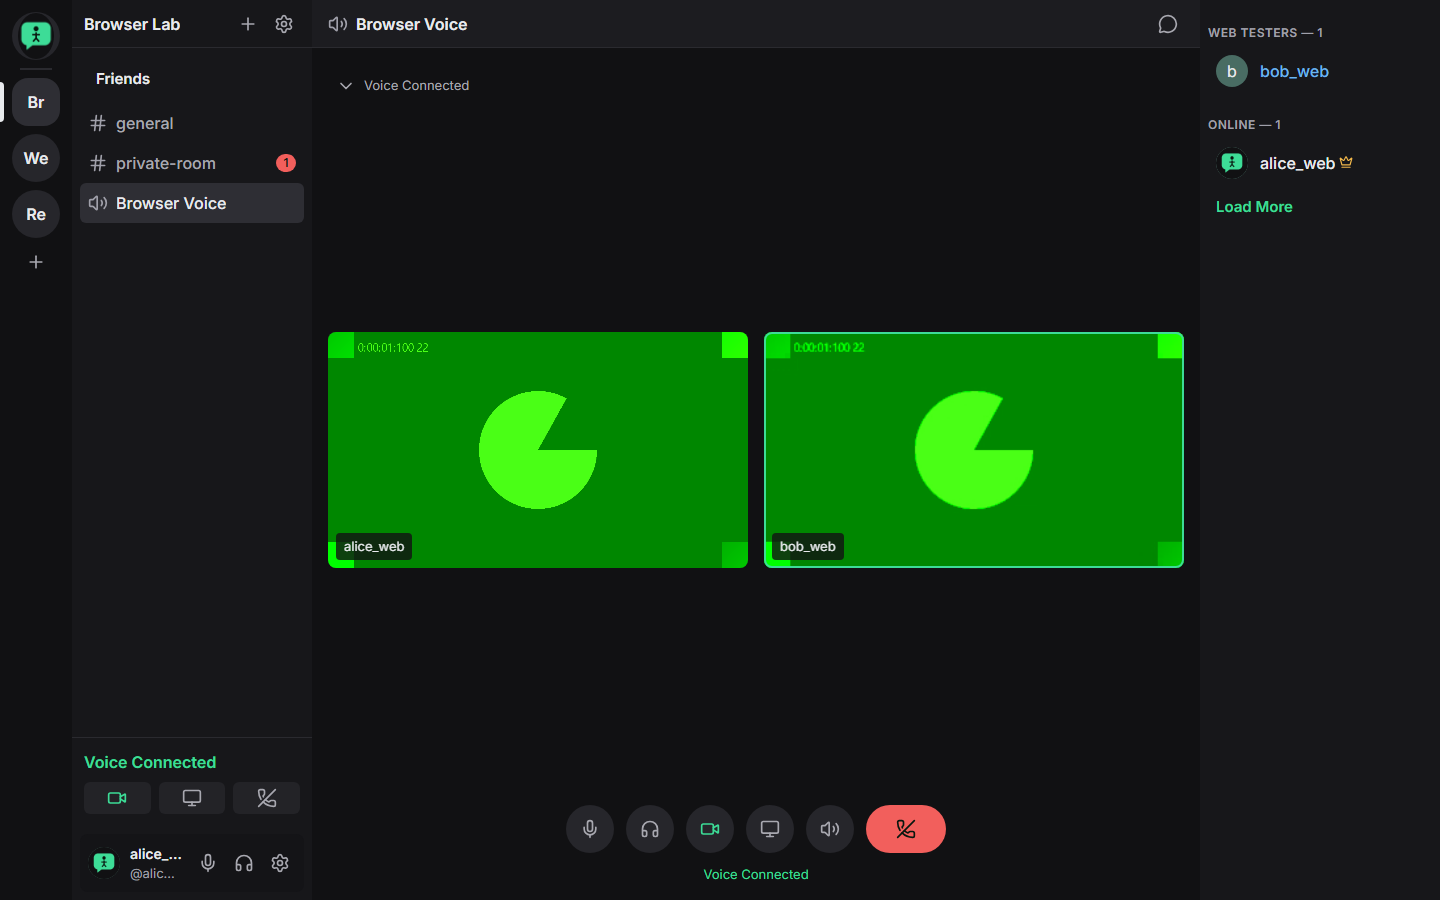 Browser Lab
Br
We
Re
Friends
general
private-room
1
Browser Voice
Voice Connected
alice_...
@alic...
Browser Voice
Voice Connected
0:00:01:100 22
alice_web
0:00:01:100 22
bob_web
Voice Connected
WEB TESTERS — 1
b
bob_web
ONLINE — 1
alice_web
Load More